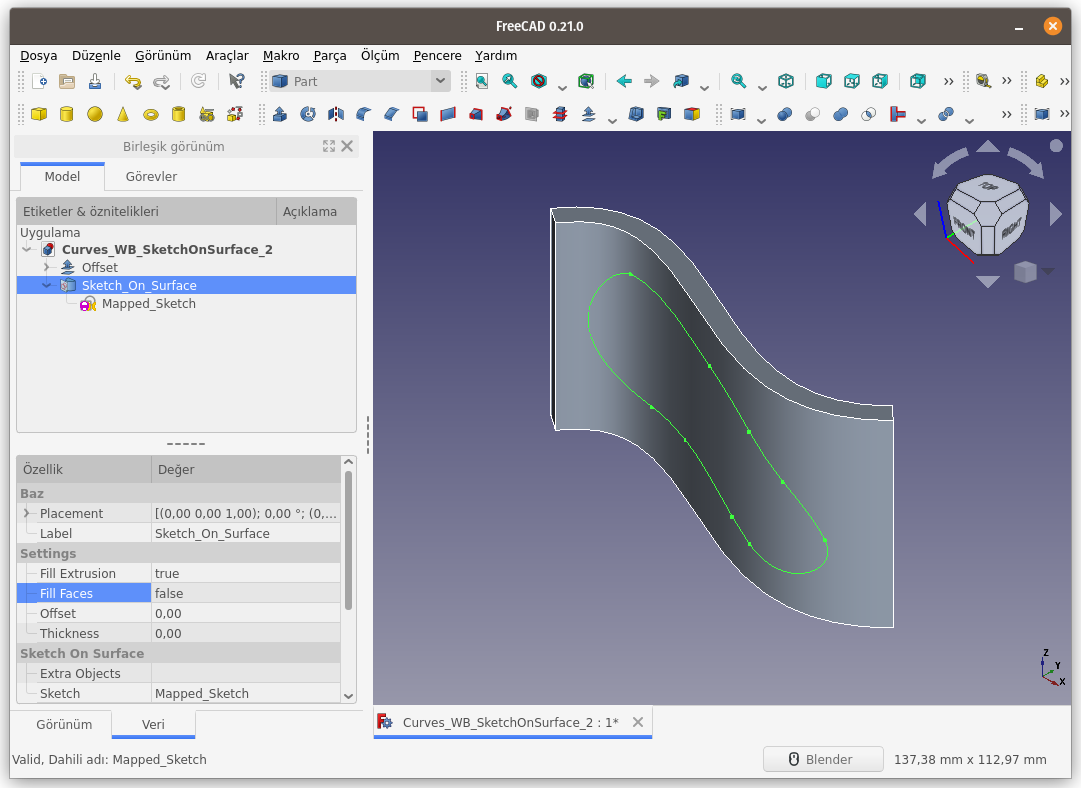 FreeCAD 0.21.0
Dosya Düzenle Görünüm Araçlar Makro Parça Ölçüm Pencere Yardım
Part
Birleşik görünüm
Model Görevler
Etiketler & öznitelikleri Açıklama
Uygulama
Curves_WB_SketchOnSurface_2
Offset
Sketch_On_Surface
Mapped_Sketch
Özellik Değer
Baz
Placement [(0,00 0,00 1,00); 0,00 °; (0,...
Label Sketch_On_Surface
Settings
Fill Extrusion true
Fill Faces false
Offset 0,00
Thickness 0,00
Sketch On Surface
Extra Objects
Sketch Mapped_Sketch
Görünüm Veri
TOP
FRONT RIGHT
Z
Y
X
Curves_WB_SketchOnSurface_2 : 1*
Valid, Dahili adı: Mapped_Sketch
Blender 137,38 mm x 112,97 mm